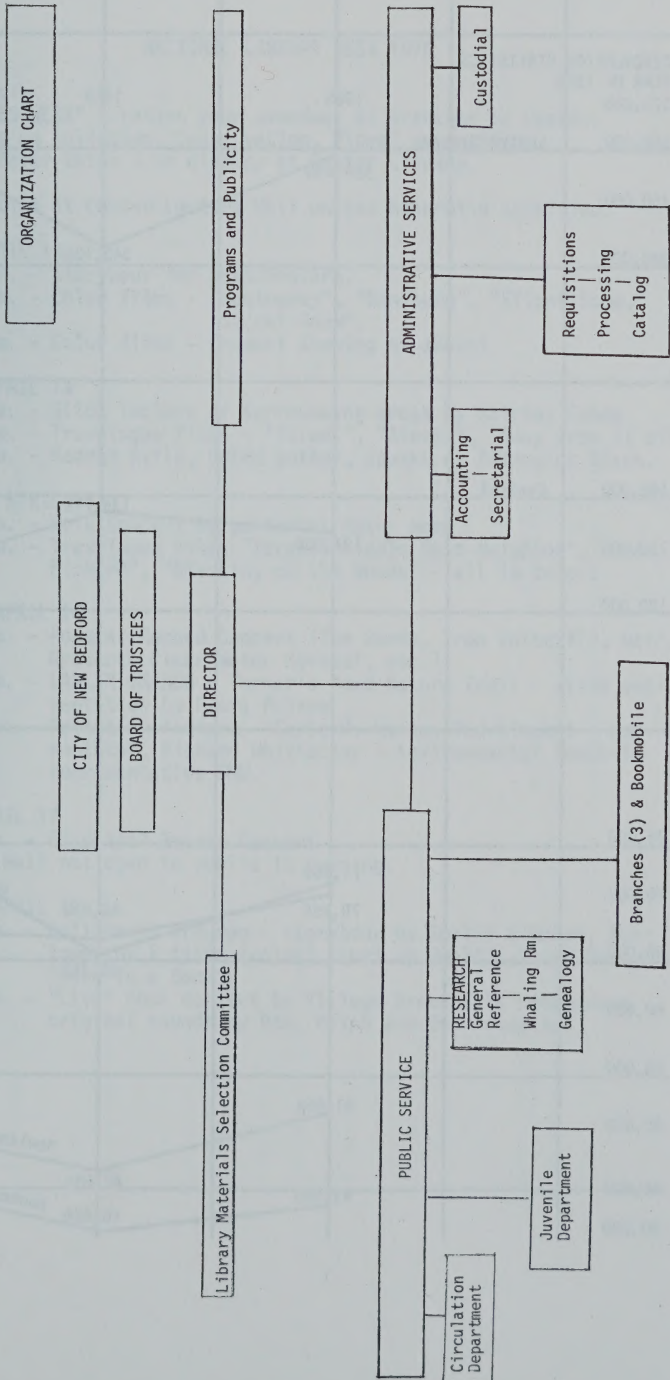 ORGANIZATION CHART
CITY OF NEW BEDFORD
BOARD OF TRUSTEES
DIRECTOR
Library Materials Selection Committee
Programs and Publicity
PUBLIC SERVICE
ADMINISTRATIVE SERVICES
Circulation
Department
Juvenile
Department
RESEARCH
General
Reference
Whaling Rm.
Genealogy
Branches (3) & Bookmobile
Accounting
Secretarial
Requisitions
Processing
Catalog
Custodial